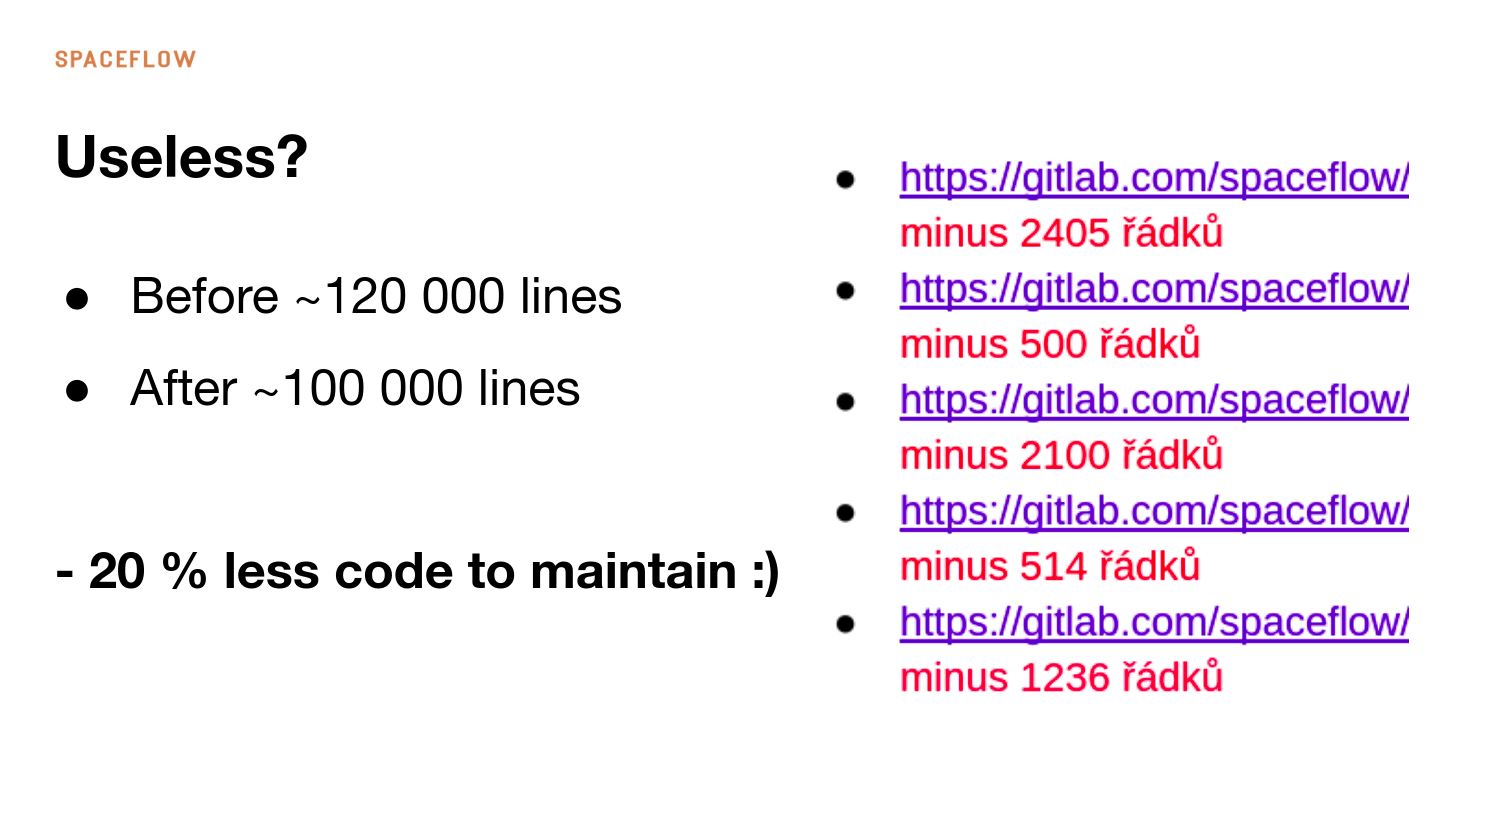 SPACEFLOW
Useless?
● Before ~120 000 lines
● After ~100 000 lines
- 20 % less code to maintain :)
● https://gitlab.com/spaceflow/
minus 2405 řádků
● https://gitlab.com/spaceflow/
minus 500 řádků
● https://gitlab.com/spaceflow/
minus 2100 řádků
● https://gitlab.com/spaceflow/
minus 514 řádků
● https://gitlab.com/spaceflow/
minus 1236 řádků